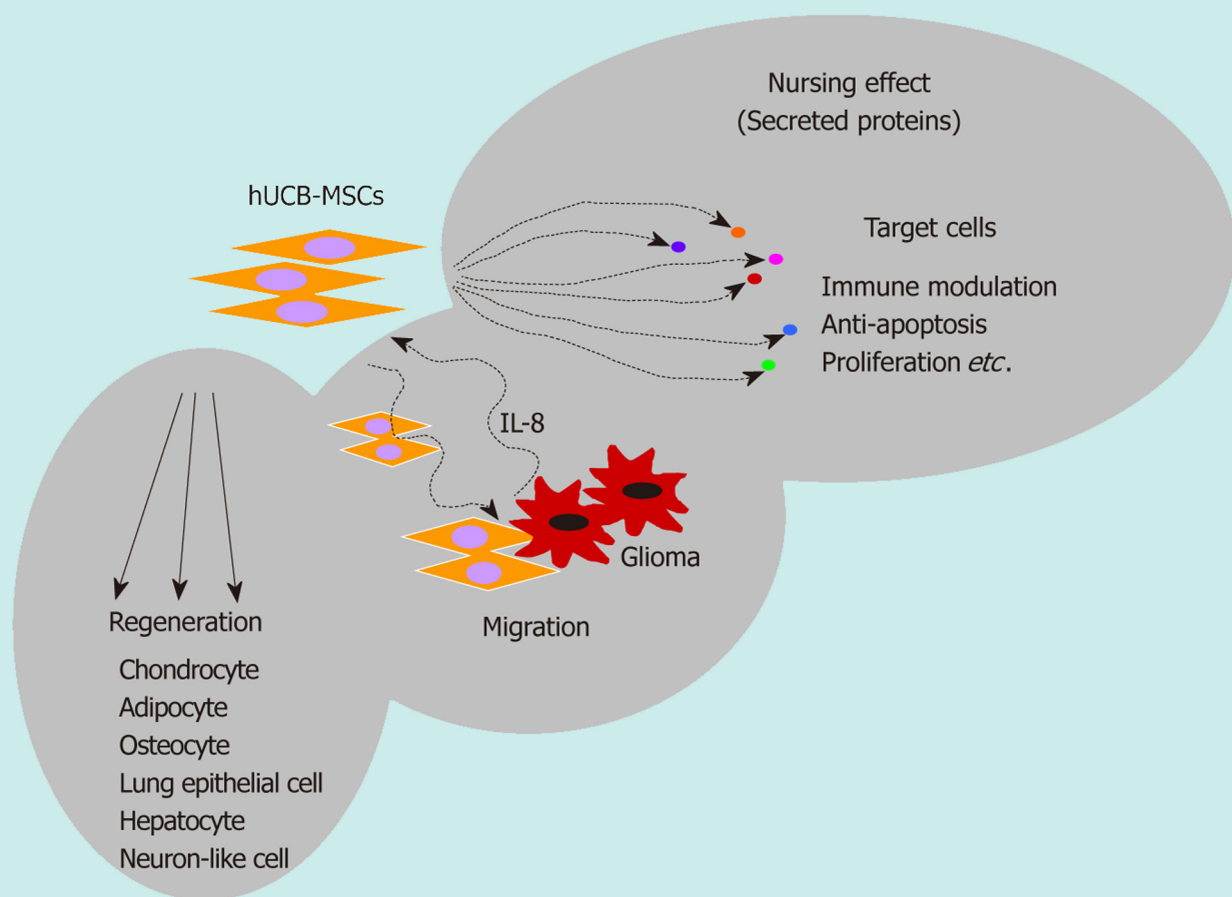 Nursing effect
(Secreted proteins)
hUCB-MSCs
Target cells
Immune modulation
Anti-apoptosis
Proliferation etc.
IL-8
Glioma
Migration
Regeneration
Chondrocyte
Adipocyte
Osteocyte
Lung epithelial cell
Hepatocyte
Neuron-like cell